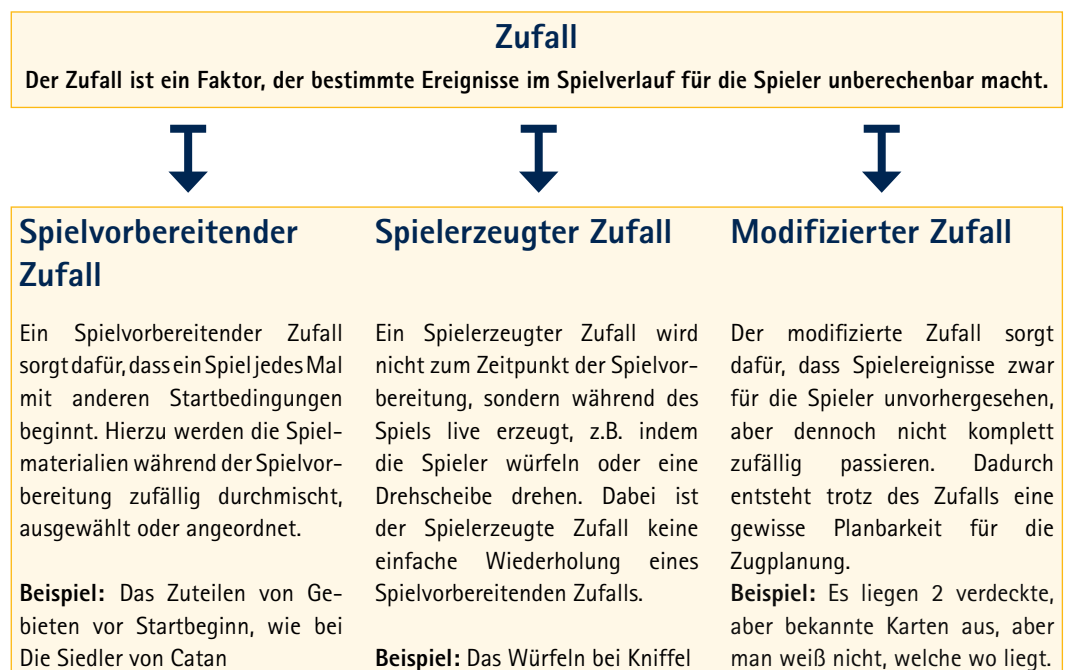 Zufall
Der Zufall ist ein Faktor, der bestimmte Ereignisse im Spielverlauf für die Spieler unberechenbar macht.
Spielvorbereitender
Zufall
Ein Spielvorbereitender Zufall
sorgt dafür, dass ein Spiel jedes Mal
mit anderen Startbedingungen
beginnt. Hierzu werden die Spiel-
materialien während der Spielvor-
bereitung zufällig durchmischt,
ausgewählt oder angeordnet.
Beispiel: Das Zuteilen von Ge-
bieten vor Startbeginn, wie bei
Die Siedler von Catan
Spielerzeugter Zufall
Ein Spielerzeugter Zufall wird
nicht zum Zeitpunkt der Spielvor-
bereitung, sondern während des
Spiels live erzeugt, z.B. indem
die Spieler würfeln oder eine
Drehscheibe drehen. Dabei ist
der Spielerzeugte Zufall keine
einfache Wiederholung eines
Spielvorbereitenden Zufalls.
Beispiel: Das Würfeln bei Kniffel
Modifizierter Zufall
Der modifizierte Zufall sorgt
dafür, dass Spielereignisse zwar
für die Spieler unvorhergesehen,
aber dennoch nicht komplett
zufällig passieren. Dadurch
entsteht trotz des Zufalls eine
gewisse Planbarkeit für die
Zugplanung.
Beispiel: Es liegen 2 verdeckte,
aber bekannte Karten aus, aber
man weiß nicht, welche wo liegt.